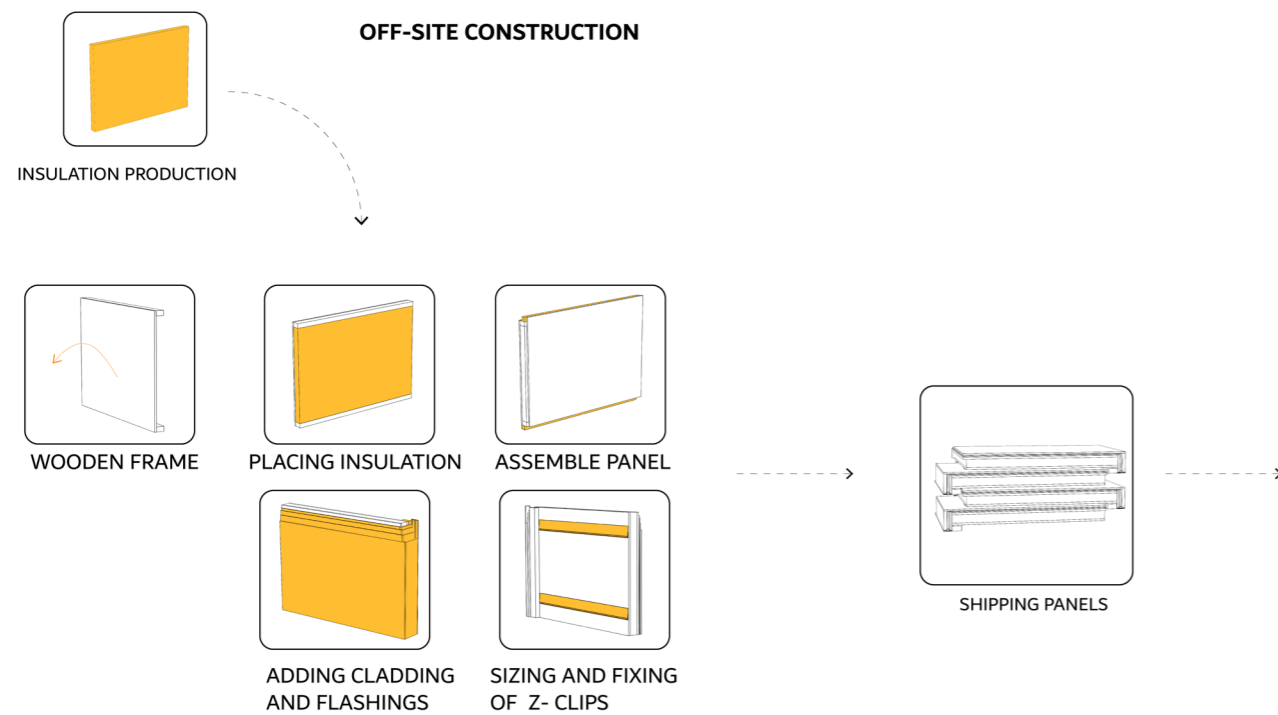 OFF-SITE CONSTRUCTION
INSULATION PRODUCTION
WOODEN FRAME
PLACING INSULATION
ASSEMBLE PANEL
ADDING CLADDING
AND FLASHINGS
SIZING AND FIXING
OF Z- CLIPS
SHIPPING PANELS